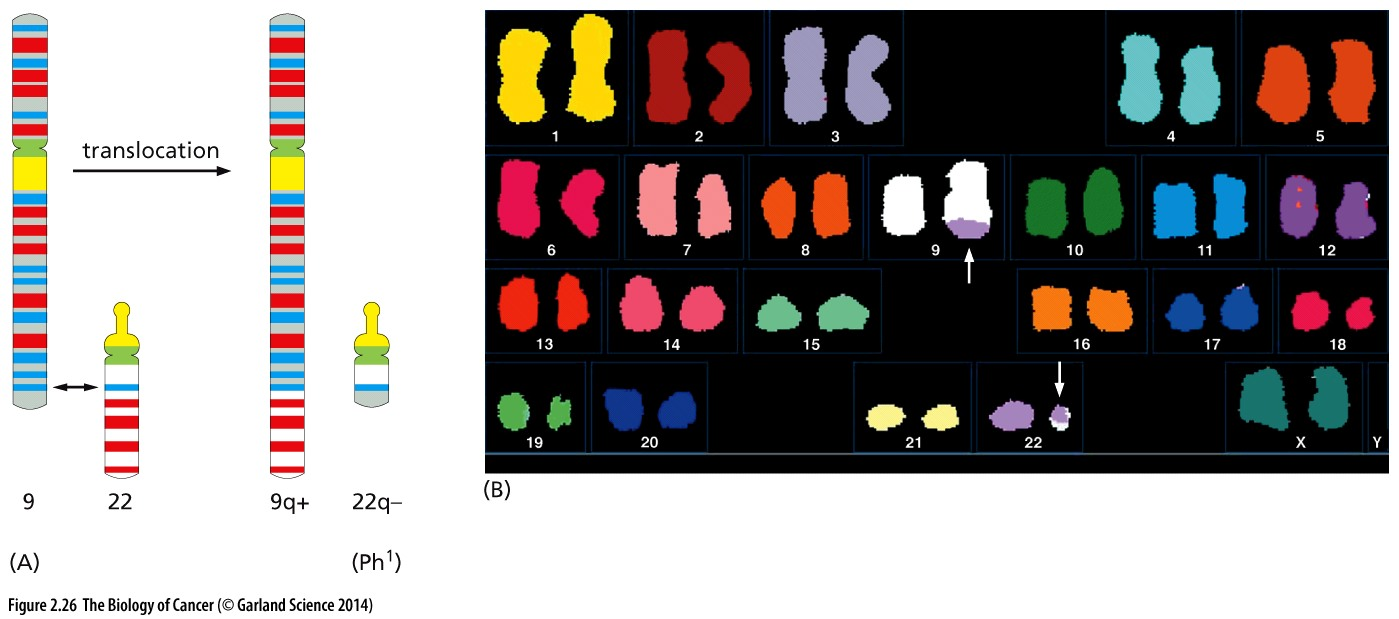 translocation
9 22 9q+ 22q–
(A) (Ph1)
1 2 3 4 5
6 7 8 9 10 11 12
13 14 15 16 17 18
19 20 21 22 X Y
(B)
Figure 2.26 The Biology of Cancer (© Garland Science 2014)